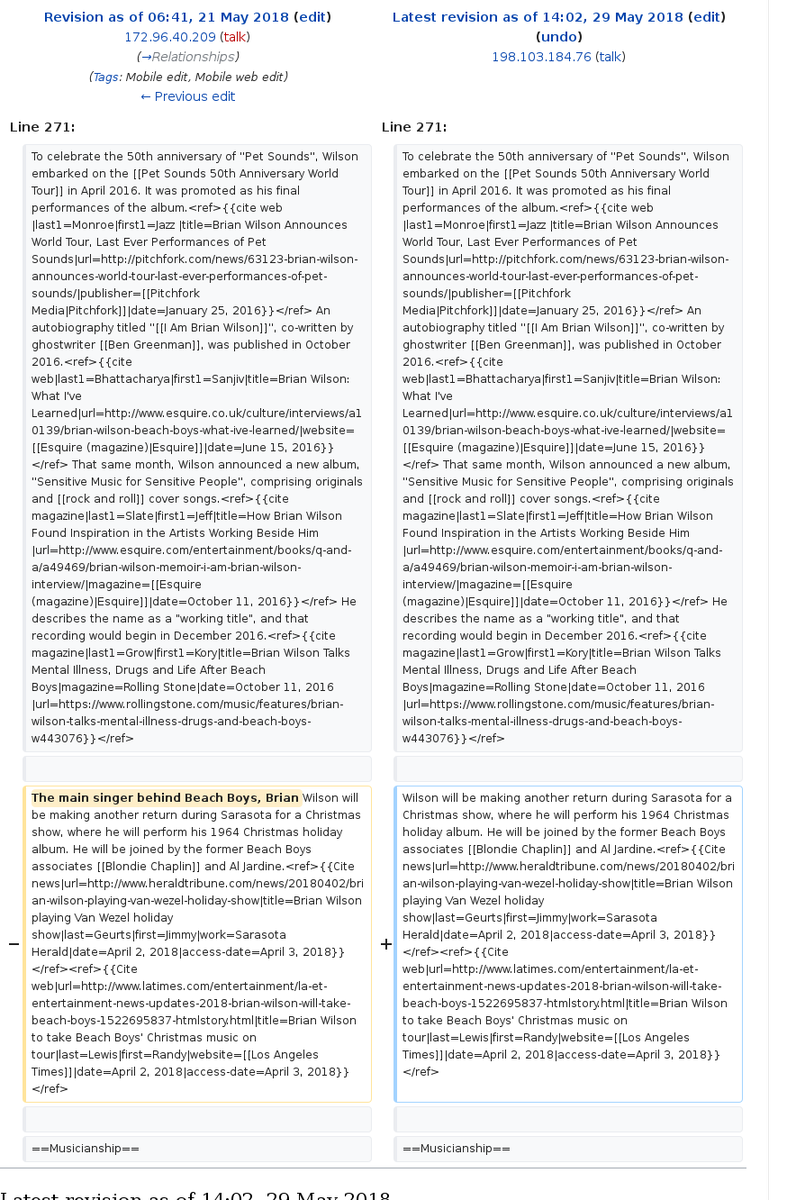 Revision as of 06:41, 21 May 2018 (edit)
172.96.40.209 (talk)
(→Relationships)
(Tags: Mobile edit, Mobile web edit)
← Previous edit
Latest revision as of 14:02, 29 May 2018 (edit)
(undo)
198.103.184.76 (talk)
Line 271:
To celebrate the 50th anniversary of "Pet Sounds", Wilson
embarked on the [[Pet Sounds 50th Anniversary World
Tour]] in April 2016. It was promoted as his final
performances of the album.<ref>{{cite web
|last1=Monroe|first1=Jazz |title=Brian Wilson Announces
World Tour, Last Ever Performances of Pet
Sounds|url=http://pitchfork.com/news/63123-brian-wilson-
announces-world-tour-last-ever-performances-of-pet-
sounds/|publisher=[[Pitchfork
Media|Pitchfork]]|date=January 25, 2016}}</ref> An
autobiography titled "[[I Am Brian Wilson]]", co-written by
ghostwriter [[Ben Greenman]], was published in October
2016.<ref>{{cite
web|last1=Bhattacharya|first1=Sanjiv|title=Brian Wilson:
What I've
Learned|url=http://www.esquire.co.uk/culture/interviews/a1
0139/brian-wilson-beach-boys-what-ive-learned/|website=
[[Esquire (magazine)|Esquire]]|date=June 15, 2016}}
</ref> That same month, Wilson announced a new album,
"Sensitive Music for Sensitive People", comprising originals
and [[rock and roll]] cover songs.<ref>{{cite
magazine|last1=Slate|first1=Jeff|title=How Brian Wilson
Found Inspiration in the Artists Working Beside Him
|url=http://www.esquire.com/entertainment/books/q-and-
a/a49469/brian-wilson-memoir-i-am-brian-wilson-
interview/|magazine=[[Esquire
(magazine)|Esquire]]|date=October 11, 2016}}</ref> He
describes the name as a "working title", and that
recording would begin in December 2016.<ref>{{cite
magazine|last1=Grow|first1=Kory|title=Brian Wilson Talks
Mental Illness, Drugs and Life After Beach
Boys|magazine=Rolling Stone|date=October 11, 2016
|url=https://www.rollingstone.com/music/features/brian-
wilson-talks-mental-illness-drugs-and-beach-boys-
w443076}}</ref>
Line 271:
To celebrate the 50th anniversary of "Pet Sounds", Wilson
embarked on the [[Pet Sounds 50th Anniversary World
Tour]] in April 2016. It was promoted as his final
performances of the album.<ref>{{cite web
|last1=Monroe|first1=Jazz |title=Brian Wilson Announces
World Tour, Last Ever Performances of Pet
Sounds|url=http://pitchfork.com/news/63123-brian-wilson-
announces-world-tour-last-ever-performances-of-pet-
sounds/|publisher=[[Pitchfork
Media|Pitchfork]]|date=January 25, 2016}}</ref> An
autobiography titled "[[I Am Brian Wilson]]", co-written by
ghostwriter [[Ben Greenman]], was published in October
2016.<ref>{{cite
web|last1=Bhattacharya|first1=Sanjiv|title=Brian Wilson:
What I've
Learned|url=http://www.esquire.co.uk/culture/interviews/a1
0139/brian-wilson-beach-boys-what-ive-learned/|website=
[[Esquire (magazine)|Esquire]]|date=June 15, 2016}}
</ref> That same month, Wilson announced a new album,
"Sensitive Music for Sensitive People", comprising originals
and [[rock and roll]] cover songs.<ref>{{cite
magazine|last1=Slate|first1=Jeff|title=How Brian Wilson
Found Inspiration in the Artists Working Beside Him
|url=http://www.esquire.com/entertainment/books/q-and-
a/a49469/brian-wilson-memoir-i-am-brian-wilson-
interview/|magazine=[[Esquire
(magazine)|Esquire]]|date=October 11, 2016}}</ref> He
describes the name as a "working title", and that
recording would begin in December 2016.<ref>{{cite
magazine|last1=Grow|first1=Kory|title=Brian Wilson Talks
Mental Illness, Drugs and Life After Beach
Boys|magazine=Rolling Stone|date=October 11, 2016
|url=https://www.rollingstone.com/music/features/brian-
wilson-talks-mental-illness-drugs-and-beach-boys-
w443076}}</ref>
−
The main singer behind Beach Boys, Brian Wilson will
be making another return during Sarasota for a Christmas
show, where he will perform his 1964 Christmas holiday
album. He will be joined by the former Beach Boys
associates [[Blondie Chaplin]] and Al Jardine.<ref>{{Cite
news|url=http://www.heraldtribune.com/news/20180402/bri
an-wilson-playing-van-wezel-holiday-show|title=Brian Wilson
playing Van Wezel holiday
show|last=Geurts|first=Jimmy|work=Sarasota
Herald|date=April 2, 2018|access-date=April 3, 2018}}
</ref><ref>{{Cite
web|url=http://www.latimes.com/entertainment/la-et-
entertainment-news-updates-2018-brian-wilson-will-take-
beach-boys-1522695837-htmlstory.html|title=Brian Wilson
to take Beach Boys' Christmas music on
tour|last=Lewis|first=Randy|website=[[Los Angeles
Times]]|date=April 2, 2018|access-date=April 3, 2018}}
</ref>
+
Wilson will be making another return during Sarasota for a
Christmas show, where he will perform his 1964 Christmas
holiday album. He will be joined by the former Beach Boys
associates [[Blondie Chaplin]] and Al Jardine.<ref>{{Cite
news|url=http://www.heraldtribune.com/news/20180402/bri
an-wilson-playing-van-wezel-holiday-show|title=Brian Wilson
playing Van Wezel holiday
show|last=Geurts|first=Jimmy|work=Sarasota
Herald|date=April 2, 2018|access-date=April 3, 2018}}
</ref><ref>{{Cite
web|url=http://www.latimes.com/entertainment/la-et-
entertainment-news-updates-2018-brian-wilson-will-take-
beach-boys-1522695837-htmlstory.html|title=Brian Wilson
to take Beach Boys' Christmas music on
tour|last=Lewis|first=Randy|website=[[Los Angeles
Times]]|date=April 2, 2018|access-date=April 3, 2018}}
</ref>
==Musicianship==
==Musicianship==
Latest revision as of 14:02, 29 May 2018